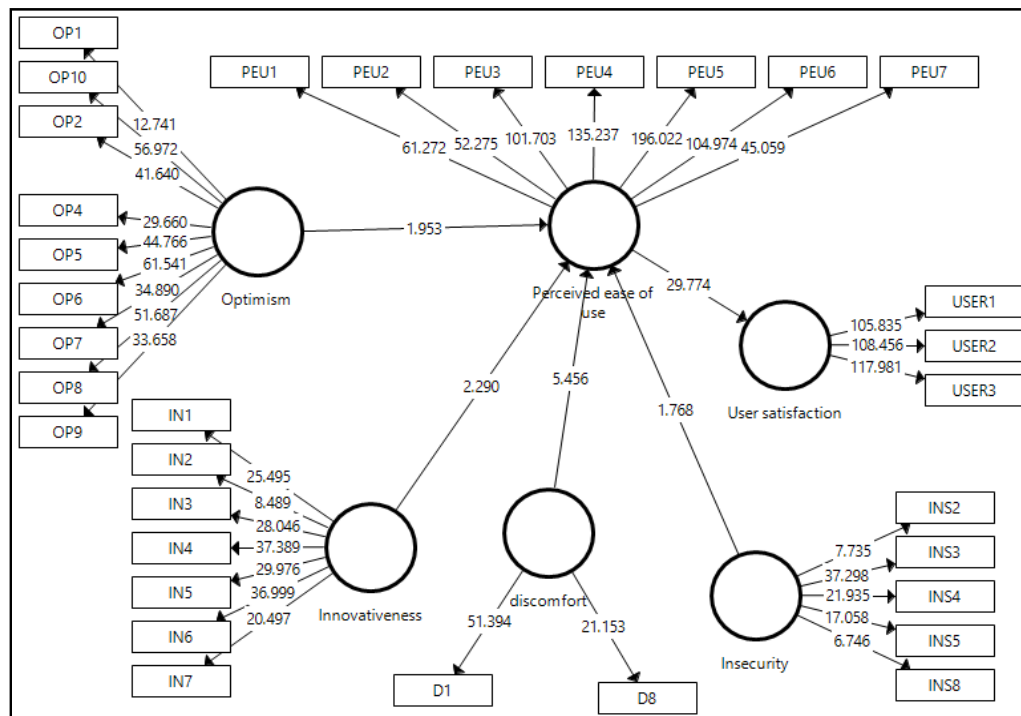 OP1
OP10
OP2
OP4
OP5
OP6
OP7
OP8
OP9
12.741
56.972
41.640
29.660
44.766
61.541
34.890
51.687
33.658
Optimism
PEU1
PEU2
PEU3
PEU4
PEU5
PEU6
PEU7
61.272
52.275
101.703
135.237
196.022
104.974
45.059
1.953
Perceived ease of
use
29.774
User satisfaction
105.835
108.456
117.981
USER1
USER2
USER3
2.290
5.456
1.768
IN1
IN2
IN3
IN4
IN5
IN6
IN7
25.495
8.489
28.046
37.389
29.976
36.999
20.497
Innovativeness
discomfort
51.394
21.153
D1
D8
Insecurity
7.735
37.298
21.935
17.058
6.746
INS2
INS3
INS4
INS5
INS8